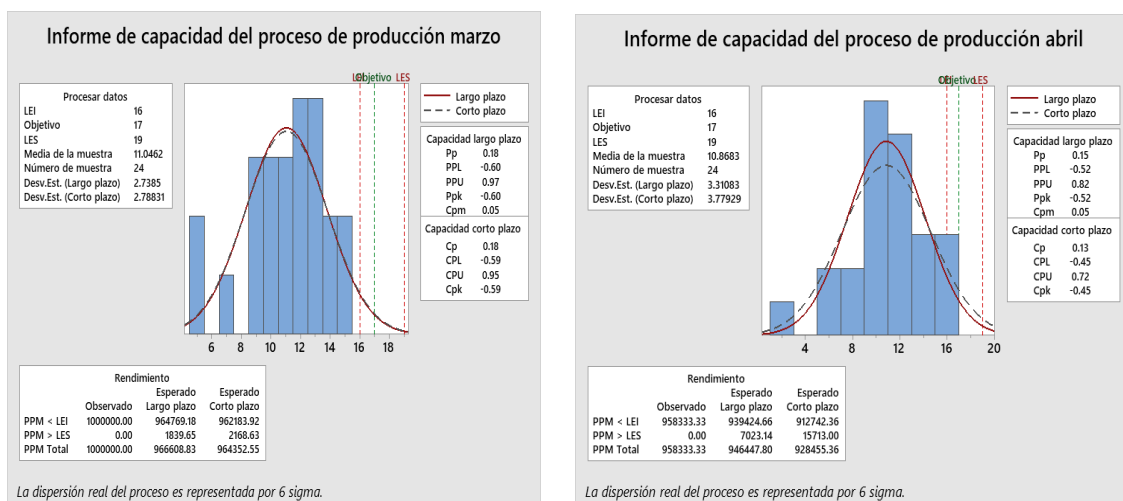 Informe de capacidad del proceso de producción marzo
LEI Objetivo LES
Procesar datos
LEI 16
Objetivo 17
LES 19
Media de la muestra 11.0462
Número de muestra 24
Desv.Est. (Largo plazo) 2.7385
Desv.Est. (Corto plazo) 2.78831
Largo plazo
Corto plazo
Capacidad largo plazo
Pp 0.18
PPL -0.60
PPU 0.97
Ppk -0.60
Cpm 0.05
Capacidad corto plazo
Cp 0.18
CPL -0.59
CPU 0.95
Cpk -0.59
6 8 10 12 14 16 18
Rendimiento
Esperado Esperado
Observado Largo plazo Corto plazo
PPM < LEI 1000000.00 964769.18 962183.92
PPM > LES 0.00 1839.65 2168.63
PPM Total 1000000.00 966608.83 964352.55
La dispersión real del proceso es representada por 6 sigma.
Informe de capacidad del proceso de producción abril
LEI Objetivo LES
Procesar datos
LEI 16
Objetivo 17
LES 19
Media de la muestra 10.8683
Número de muestra 24
Desv.Est. (Largo plazo) 3.31083
Desv.Est. (Corto plazo) 3.77929
Largo plazo
Corto plazo
Capacidad largo plazo
Pp 0.15
PPL -0.52
PPU 0.82
Ppk -0.52
Cpm 0.05
Capacidad corto plazo
Cp 0.13
CPL -0.45
CPU 0.72
Cpk -0.45
4 8 12 16 20
Rendimiento
Esperado Esperado
Observado Largo plazo Corto plazo
PPM < LEI 958333.33 939424.66 912742.36
PPM > LES 0.00 7023.14 15713.00
PPM Total 958333.33 946447.80 928455.36
La dispersión real del proceso es representada por 6 sigma.